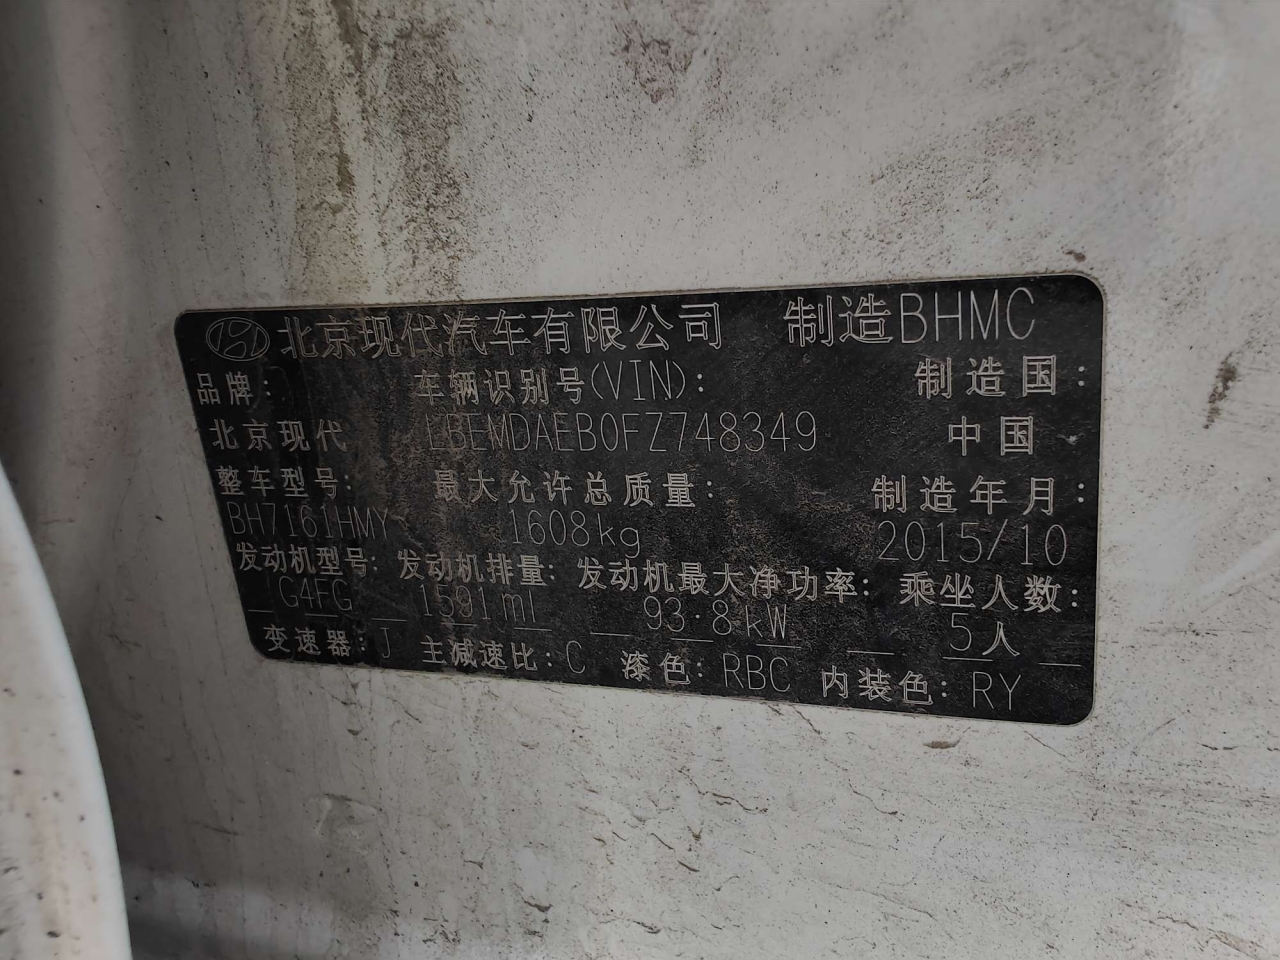 北京现代汽车有限公司 制造BHMC
品牌: 车辆识别号(VIN): 制造国:
北京现代 LBEMDAEB0FZ748349 中国
整车型号: 最大允许总质量: 制造年月:
BH7161HMY 1608kg 2015/10
发动机型号: 发动机排量: 发动机最大净功率: 乘坐人数:
G4FG 1591ml 93.8kW 5人
变速器: J 主减速比: C 漆色: RBC 内装色: RY